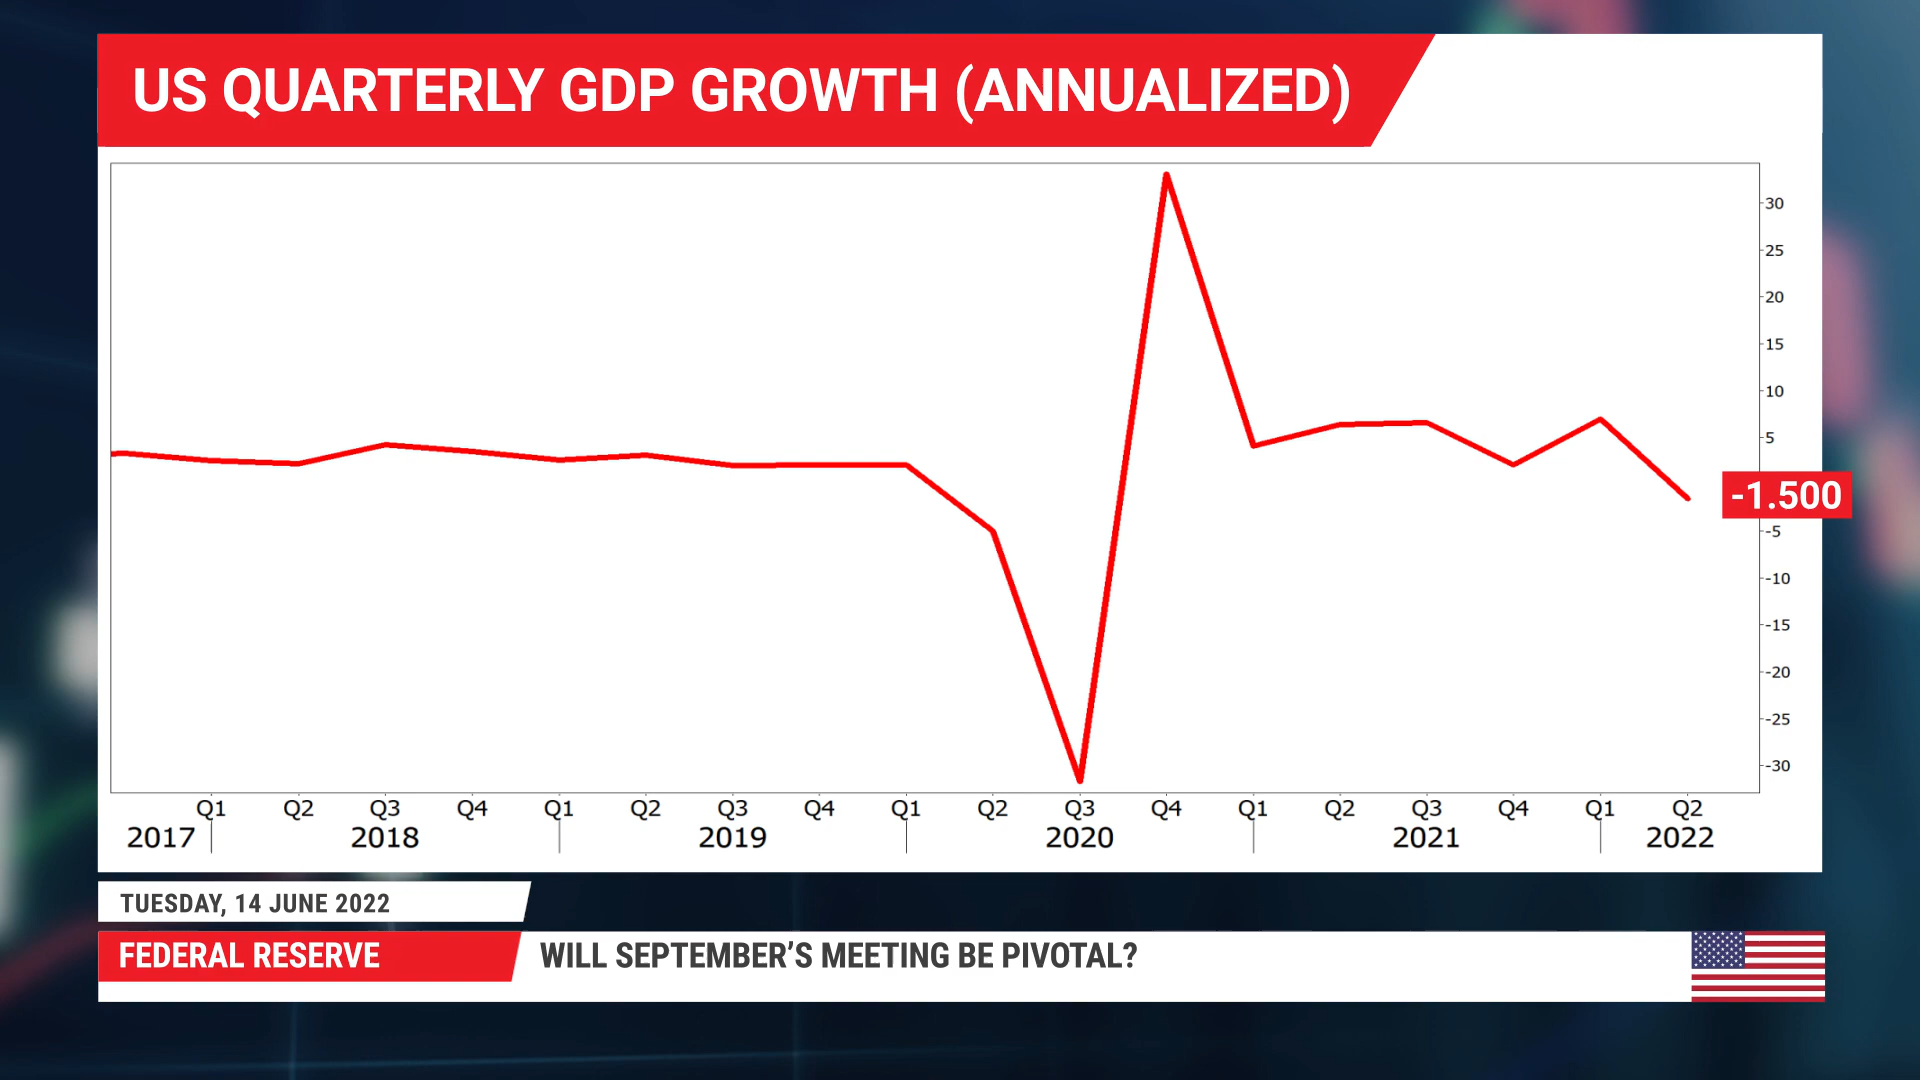 US QUARTERLY GDP GROWTH (ANNUALIZED)
30
25
20
15
10
5
-1.500
-5
-10
-15
-20
-25
-30
Q1 Q2 Q3 Q4 Q1 Q2 Q3 Q4 Q1 Q2 Q3 Q4 Q1 Q2 Q3 Q4 Q1 Q2
2017 2018 2019 2020 2021 2022
TUESDAY, 14 JUNE 2022
FEDERAL RESERVE
WILL SEPTEMBER’S MEETING BE PIVOTAL?